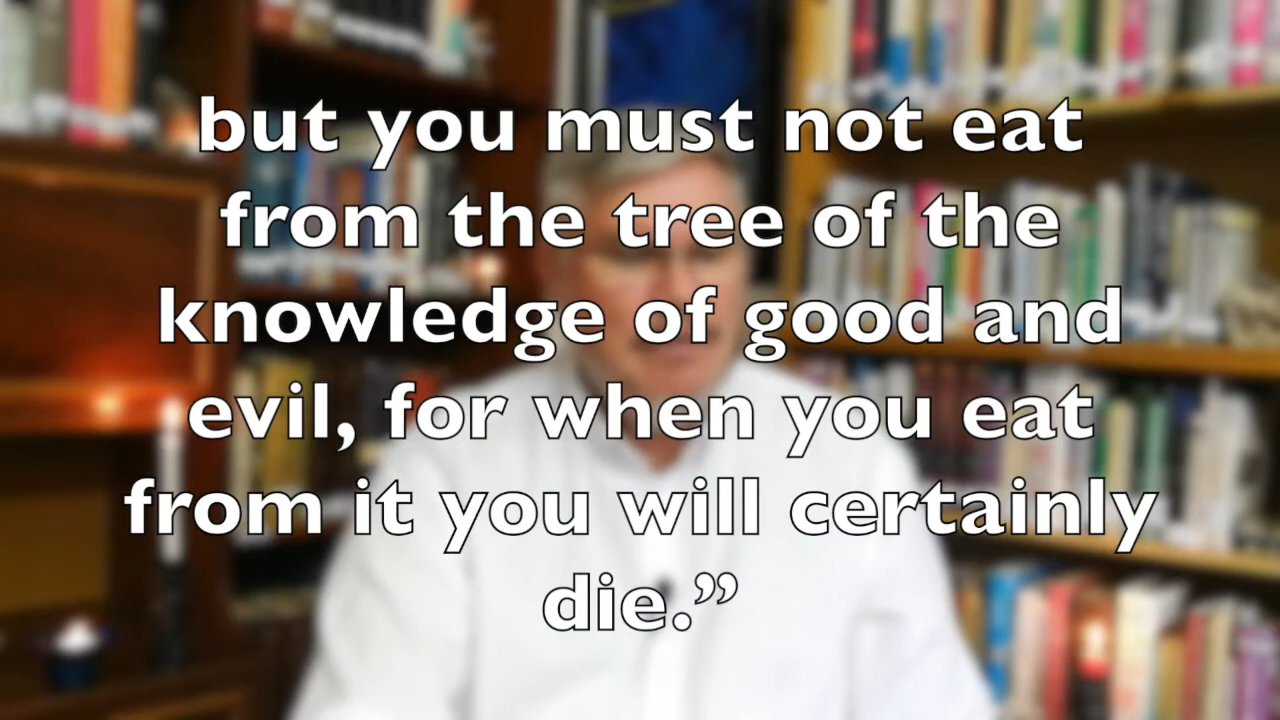 but you must not eat
from the tree of the
knowledge of good and
evil, for when you eat
from it you will certainly
die.”